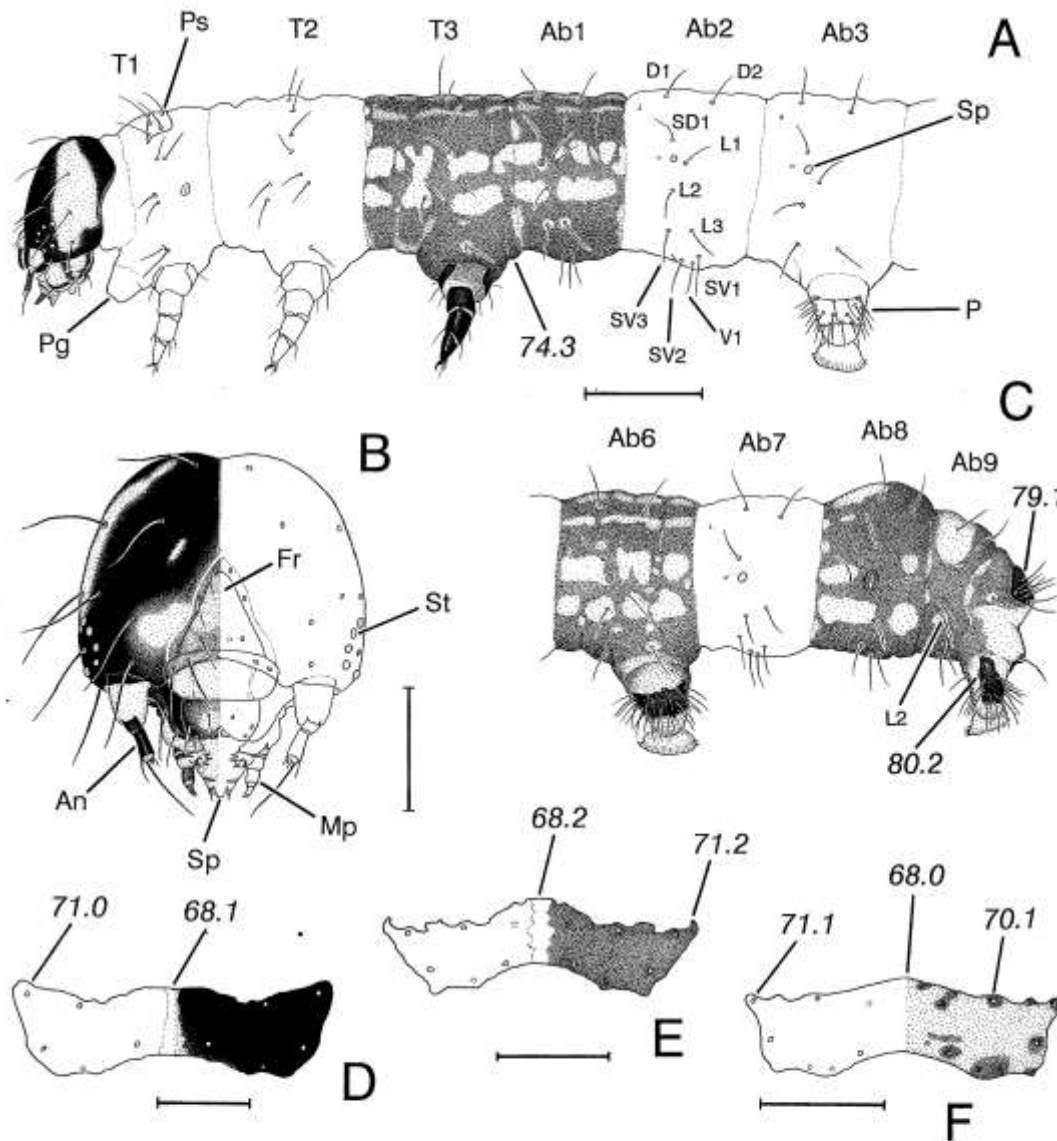 Ps T2 T3 Ab1 Ab2 Ab3 A
T1
D1 D2
Sp
SD1
L1
L2
L3
Pg
SV3
SV1
P
74.3
SV2
V1
C
B
Ab6 Ab7 Ab8
Ab9
Fr
St
L2
80.2
An
Sp
Mp
68.2
71.2
68.0
71.0 68.1
71.1
70.1
D
E
F